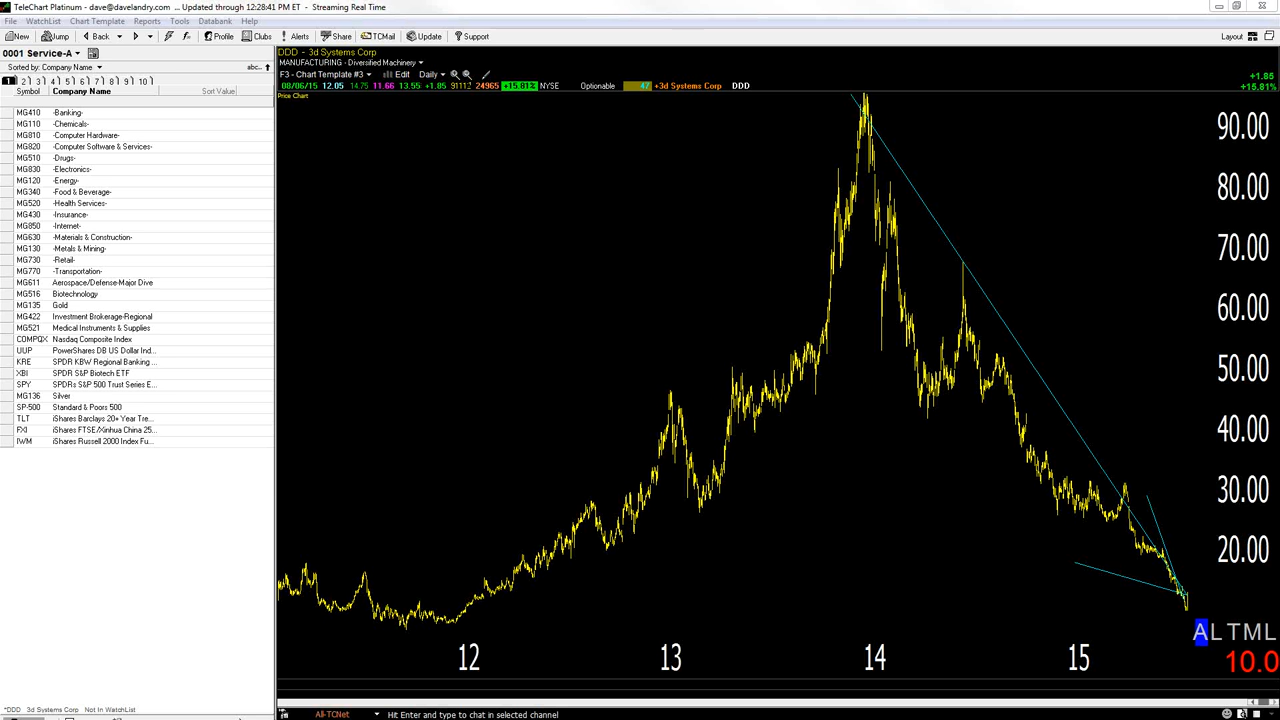 TeleChart Platinum - dave@davelandry.com ... Updated through 12:28:41 PM ET - Streaming Real Time
File WatchList Chart Template Reports Tools Databank Help
New Jump Back Profile Clubs Alerts Share TCMail Update Support Layout
0001 Service-A
Sorted by: Company Name abc..
1 2 3 4 5 6 7 8 9 10
Symbol Company Name Sort Value
MG410 -Banking-
MG110 -Chemicals-
MG810 -Computer Hardware-
MG820 -Computer Software & Services-
MG510 -Drugs-
MG830 -Electronics-
MG120 -Energy-
MG340 -Food & Beverage-
MG520 -Health Services-
MG430 -Insurance-
MG850 -Internet-
MG630 -Materials & Construction-
MG130 -Metals & Mining-
MG730 -Retail-
MG770 -Transportation-
MG611 Aerospace/Defense-Major Dive
MG516 Biotechnology
MG135 Gold
MG422 Investment Brokerage-Regional
MG521 Medical Instruments & Supplies
COMPQX Nasdaq Composite Index
UUP PowerShares DB US Dollar Ind...
KRE SPDR KBW Regional Banking ...
XBI SPDR S&P Biotech ETF
SPY SPDRs S&P 500 Trust Series E...
MG136 Silver
SP-500 Standard & Poors 500
TLT iShares Barclays 20+ Year Tre...
FXI iShares FTSE/Xinhua China 25...
IWM iShares Russell 2000 Index Fu...
*DDD 3d Systems Corp Not In WatchList
DDD - 3d Systems Corp
MANUFACTURING - Diversified Machinery
F3 - Chart Template #3 Edit Daily
08/06/15 12.05 14.75 11.66 13.55 +1.85 91112 24965 +15.81% NYSE Optionable 47 +3d Systems Corp DDD
+1.85
+15.81%
Price Chart
90.00
80.00
70.00
60.00
50.00
40.00
30.00
20.00
ALTML
10.0
12 13 14 15
All-TCNet Hit Enter and type to chat in selected channel